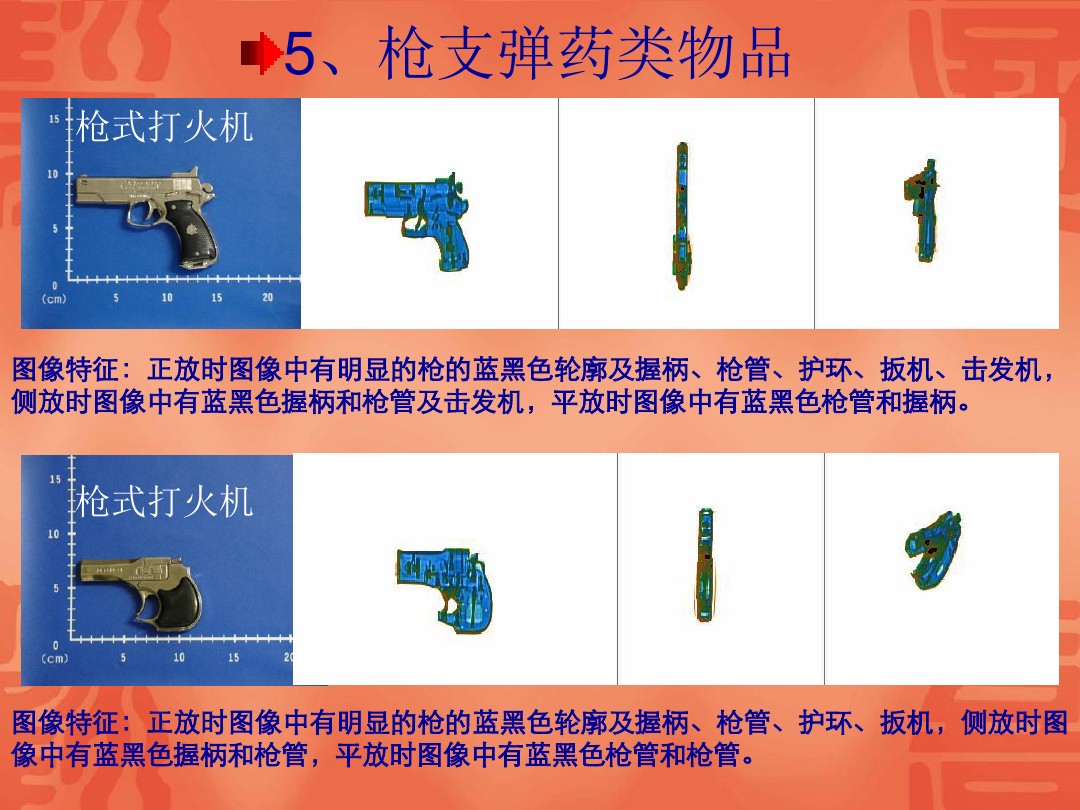 5、枪支弹药类物品
枪式打火机
15
10
5
0
(cm)
5
10
15
20
图像特征：正放时图像中有明显的枪的蓝黑色轮廓及握柄、枪管、护环、扳机、击发机，
侧放时图像中有蓝黑色握柄和枪管及击发机，平放时图像中有蓝黑色枪管和握柄。
枪式打火机
15
10
5
0
(cm)
5
10
15
图像特征：正放时图像中有明显的枪的蓝黑色轮廓及握柄、枪管、护环、扳机，侧放时图
像中有蓝黑色握柄和枪管，平放时图像中有蓝黑色枪管和枪管。